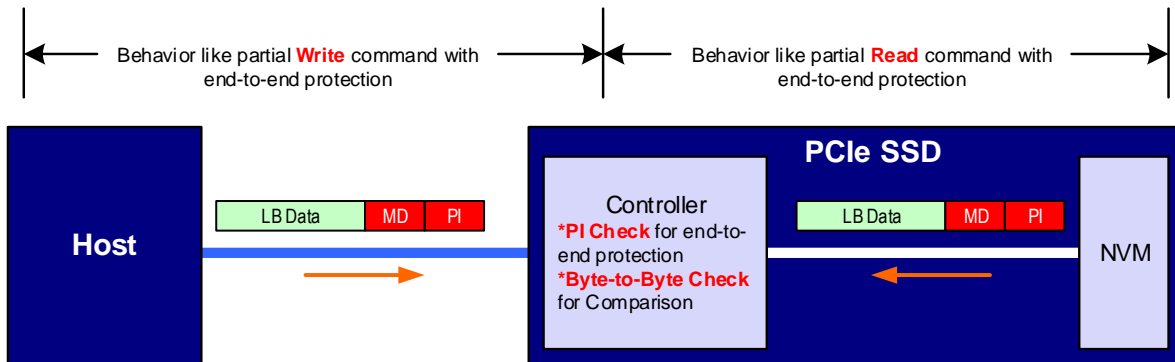 Behavior like partial Write command with
end-to-end protection
Behavior like partial Read command with
end-to-end protection
PCIe SSD
Host
LB Data
MD
PI
Controller
*PI Check for end-to-
end protection
*Byte-to-Byte Check
for Comparison
LB Data
MD
PI
NVM